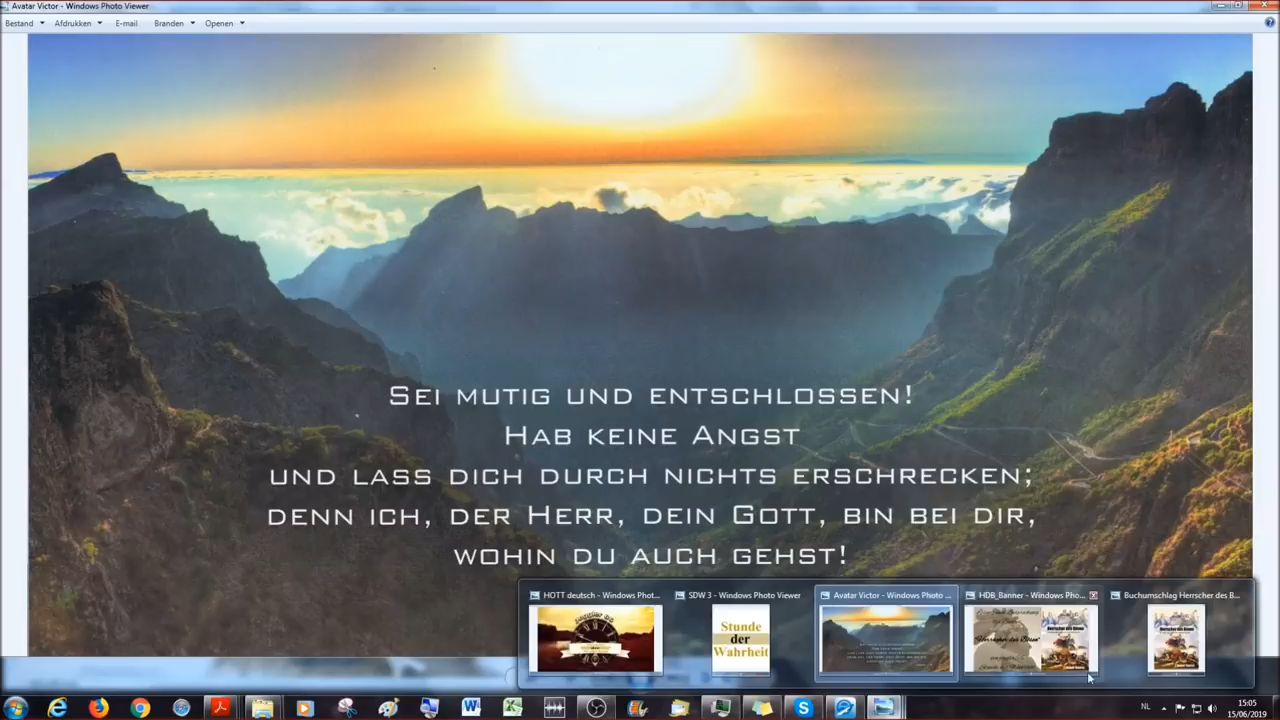 Avatar Victor - Windows Photo Viewer
Bestand Afdrukken E-mail Branden Openen
SEI MUTIG UND ENTSCHLOSSEN!
HAB KEINE ANGST
UND LASS DICH DURCH NICHTS ERSCHRECKEN;
DENN ICH, DER HERR, DEIN GOTT, BIN BEI DIR,
WOHIN DU AUCH GEHST!
HOTT deutsch - Windows Phot...
SDW 3 - Windows Photo Viewer
Avatar Victor - Windows Photo ...
HDB_Banner - Windows Pho...
Buchumschlag Herrscher des B...
Stunde
der
Wahrheit
"Herrscher des Bösen"
NL
15:05
15/06/2019